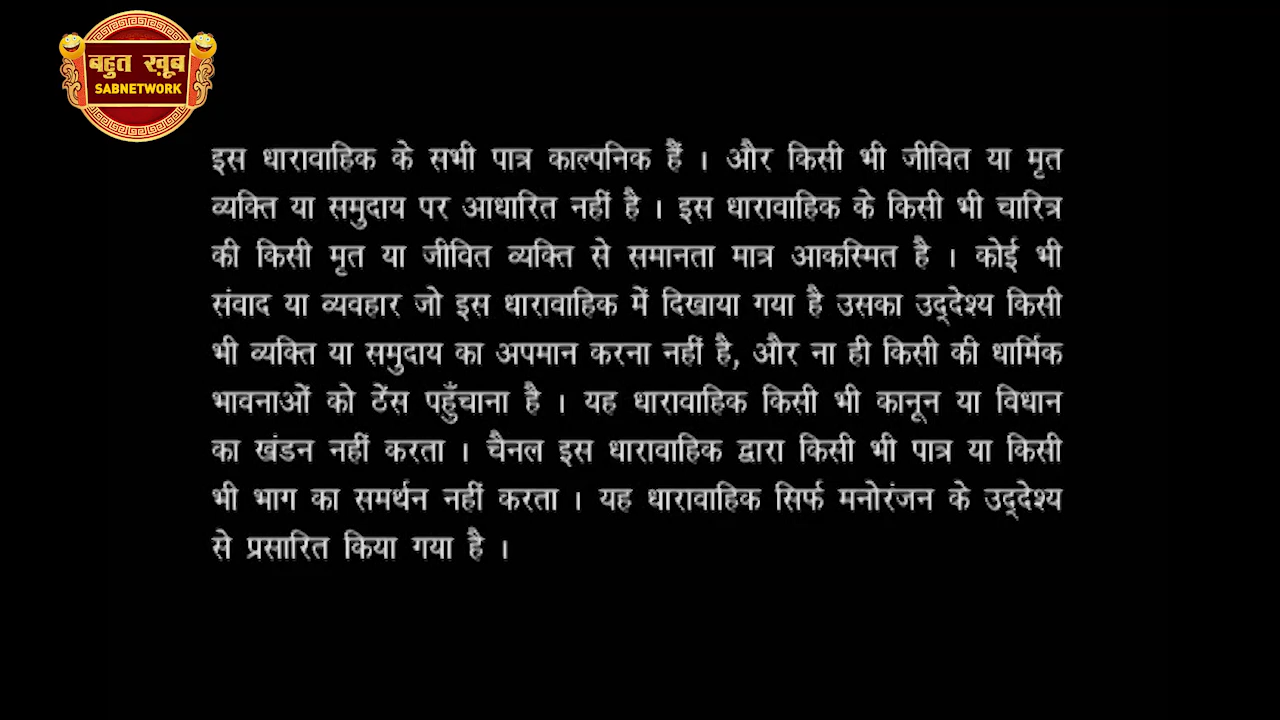 बहुत ख़ूब
SABNETWORK
इस धारावाहिक के सभी पात्र काल्पनिक हैं । और किसी भी जीवित या मृत
व्यक्ति या समुदाय पर आधारित नहीं है । इस धारावाहिक के किसी भी चारित्र
की किसी मृत या जीवित व्यक्ति से समानता मात्र आकस्मित है । कोई भी
संवाद या व्यवहार जो इस धारावाहिक में दिखाया गया है उसका उद्देश्य किसी
भी व्यक्ति या समुदाय का अपमान करना नहीं है, और ना ही किसी की धार्मिक
भावनाओं को टेंस पहुँचाना है । यह धारावाहिक किसी भी कानून या विधान
का खंडन नहीं करता । चैनल इस धारावाहिक द्वारा किसी भी पात्र या किसी
भी भाग का समर्थन नहीं करता । यह धारावाहिक सिर्फ मनोरंजन के उद्देश्य
से प्रसारित किया गया है ।